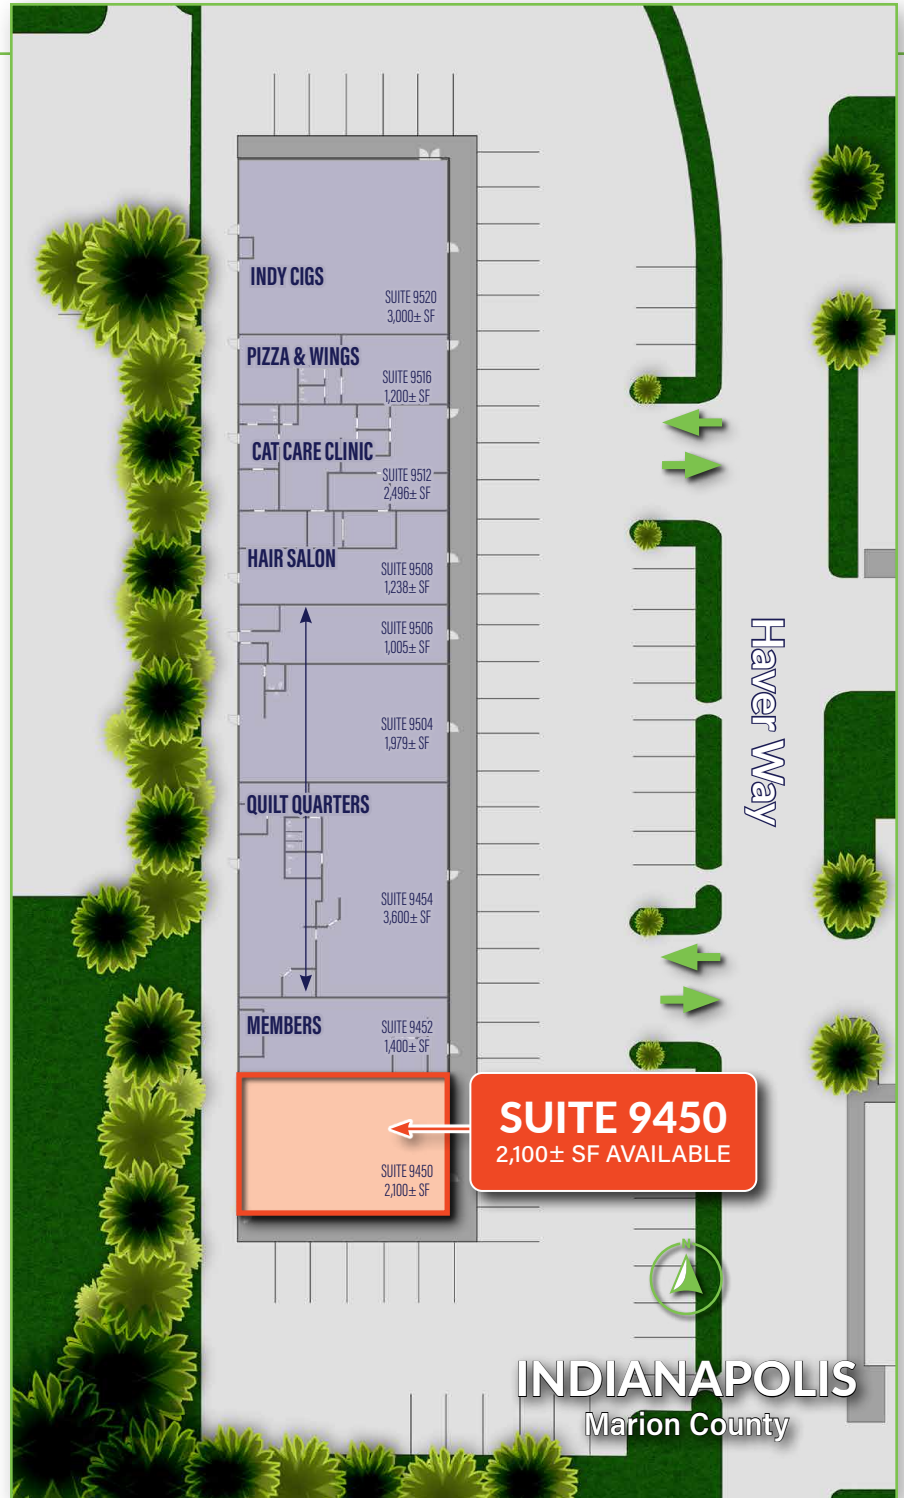 INDY CIGS
SUITE 9520
3,000± SF
PIZZA & WINGS
SUITE 9516
1,200± SF
CAT CARE CLINIC
SUITE 9512
2,496± SF
HAIR SALON
SUITE 9508
1,238± SF
SUITE 9506
1,005± SF
Haver Way
SUITE 9504
1,979± SF
QUILT QUARTERS
SUITE 9454
3,600± SF
MEMBERS
SUITE 9452
1,400± SF
SUITE 9450
2,100± SF AVAILABLE
SUITE 9450
2,100± SF
N
INDIANAPOLIS
Marion County